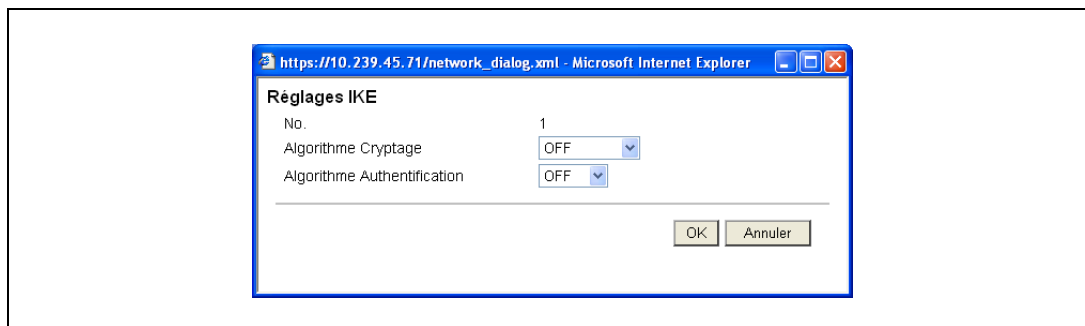 https://10.239.45.71/network_dialog.xml - Microsoft Internet Explorer
Réglages IKE
No. 1
Algorithme Cryptage OFF
Algorithme Authentification OFF
OK Annuler